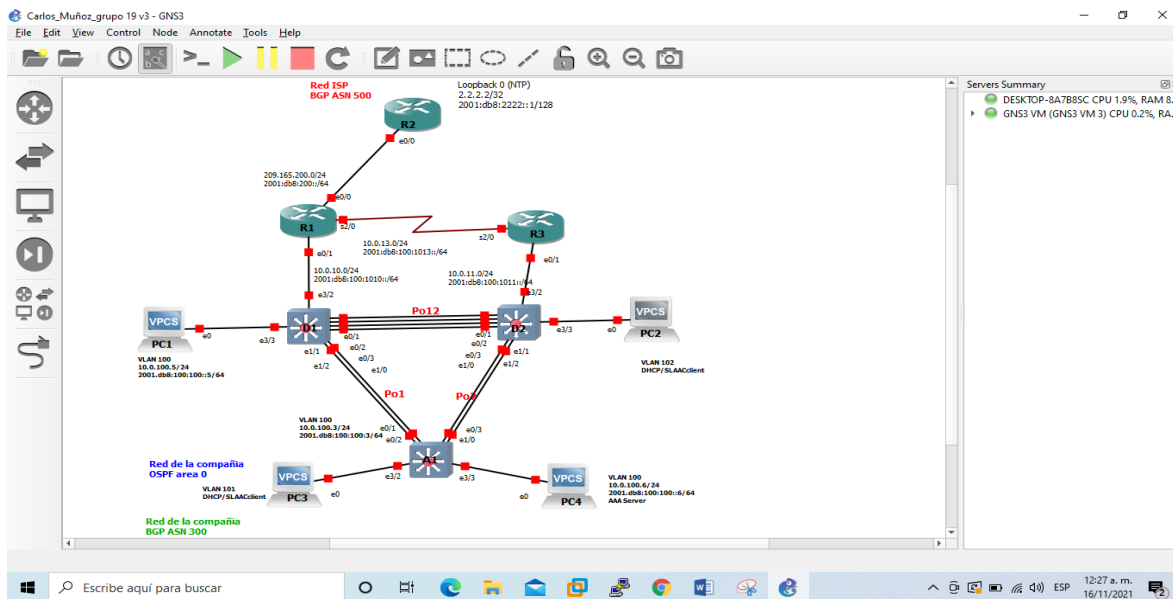 Carlos_Muñoz_grupo 19 v3 - GNS3
File Edit View Control Node Annotate Tools Help
Servers Summary
DESKTOP-8A7B8SC CPU 1.9%, RAM 8.
GNS3 VM (GNS3 VM 3) CPU 0.2%, RA.
Red ISP
BGP ASN 500
Loopback 0 (NTP)
2.2.2.2/32
2001:db8:2222::1/128
R2
e0/0
209.165.200.0/24
2001:db8:200::/64
e0/0
R1
s2/0
R3
s2/0
10.0.13.0/24
2001:db8:100:1013::/64
e0/1
e0/1
10.0.10.0/24
2001:db8:100:1010::/64
10.0.11.0/24
2001:db8:100:1011::/64
e3/2
e3/2
VPCS
PC1
e0
e3/3
D1
Po12
D2
e3/3
e0
VPCS
PC2
e0/1
e0/2
e0/3
e1/0
e1/1
e1/2
e0/1
e0/2
e0/3
e1/0
e1/1
e1/2
VLAN 100
10.0.100.5/24
2001.db8:100:100::5/64
VLAN 102
DHCP/SLAACclient
Po1
VLAN 100
10.0.100.3/24
2001.db8:100:100:3/64
e0/1
e0/2
e0/3
e1/0
A1
Red de la compañia
OSPF area 0
e3/2
e3/3
VPCS
PC3
e0
VLAN 101
DHCP/SLAACclient
e0
VPCS
PC4
VLAN 100
10.0.100.6/24
2001.db8:100:100::6/64
AAA Server
Red de la compañia
BGP ASN 300
Escribe aquí para buscar
ESP
12:27 a. m.
16/11/2021
2